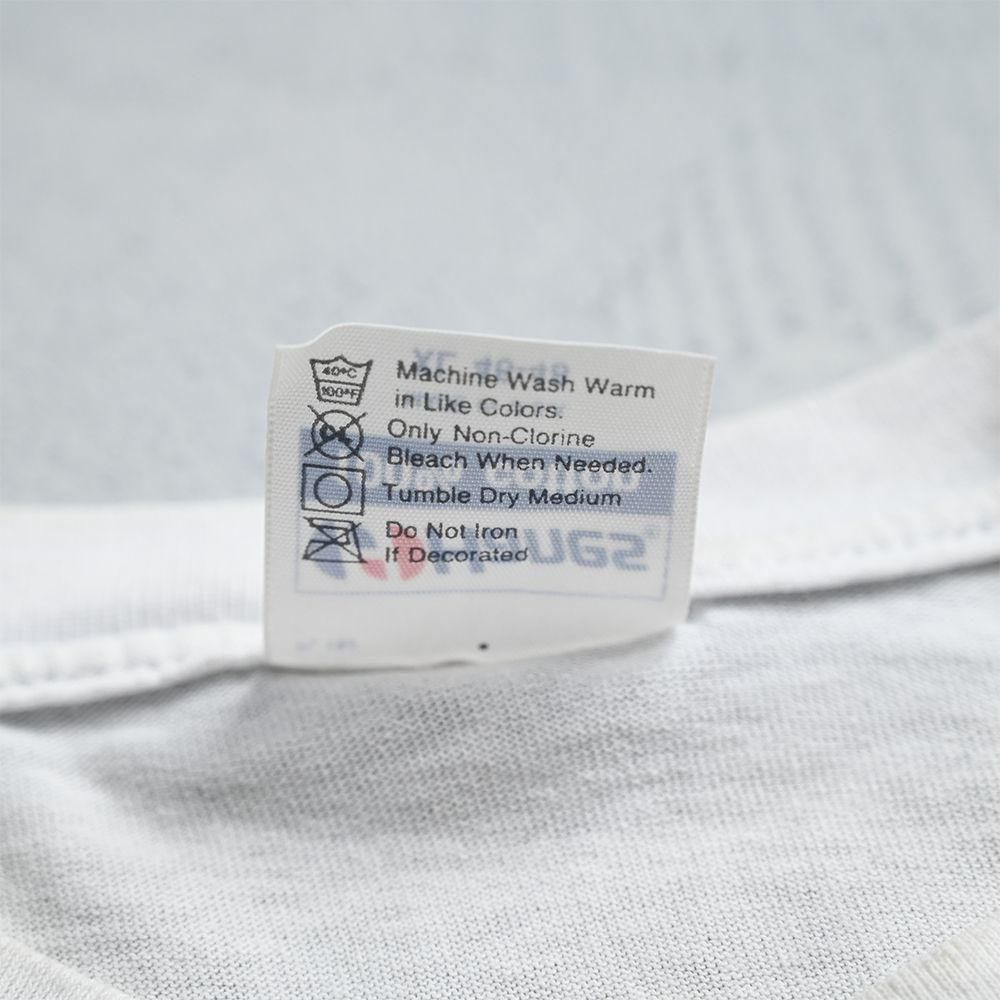 40°C
100°F
Machine Wash Warm
in Like Colors.
Only Non-Clorine
Bleach When Needed.
Tumble Dry Medium
Do Not Iron
If Decorated